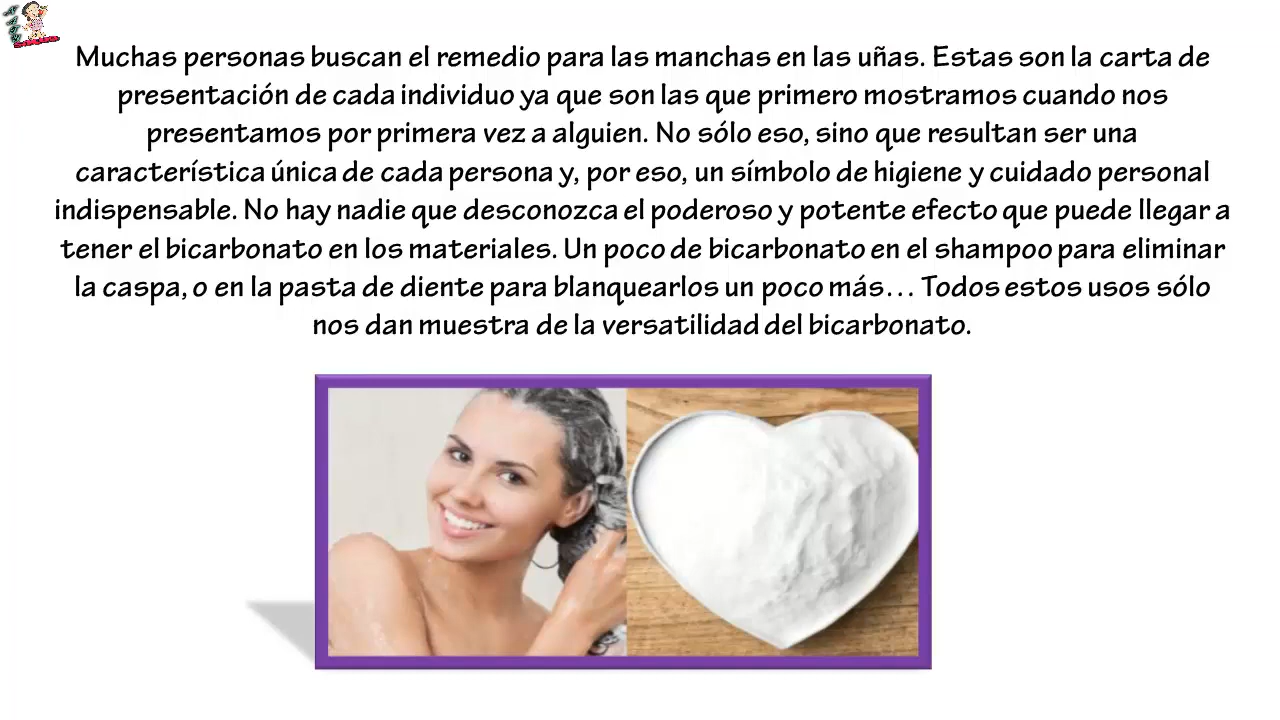 Muchas personas buscan el remedio para las manchas en las uñas. Estas son la carta de
presentación de cada individuo ya que son las que primero mostramos cuando nos
presentamos por primera vez a alguien. No sólo eso, sino que resultan ser una
característica única de cada persona y, por eso, un símbolo de higiene y cuidado personal
indispensable. No hay nadie que desconozca el poderoso y potente efecto que puede llegar a
tener el bicarbonato en los materiales. Un poco de bicarbonato en el shampoo para eliminar
la caspa, o en la pasta de diente para blanquearlos un poco más... Todos estos usos sólo
nos dan muestra de la versatilidad del bicarbonato.